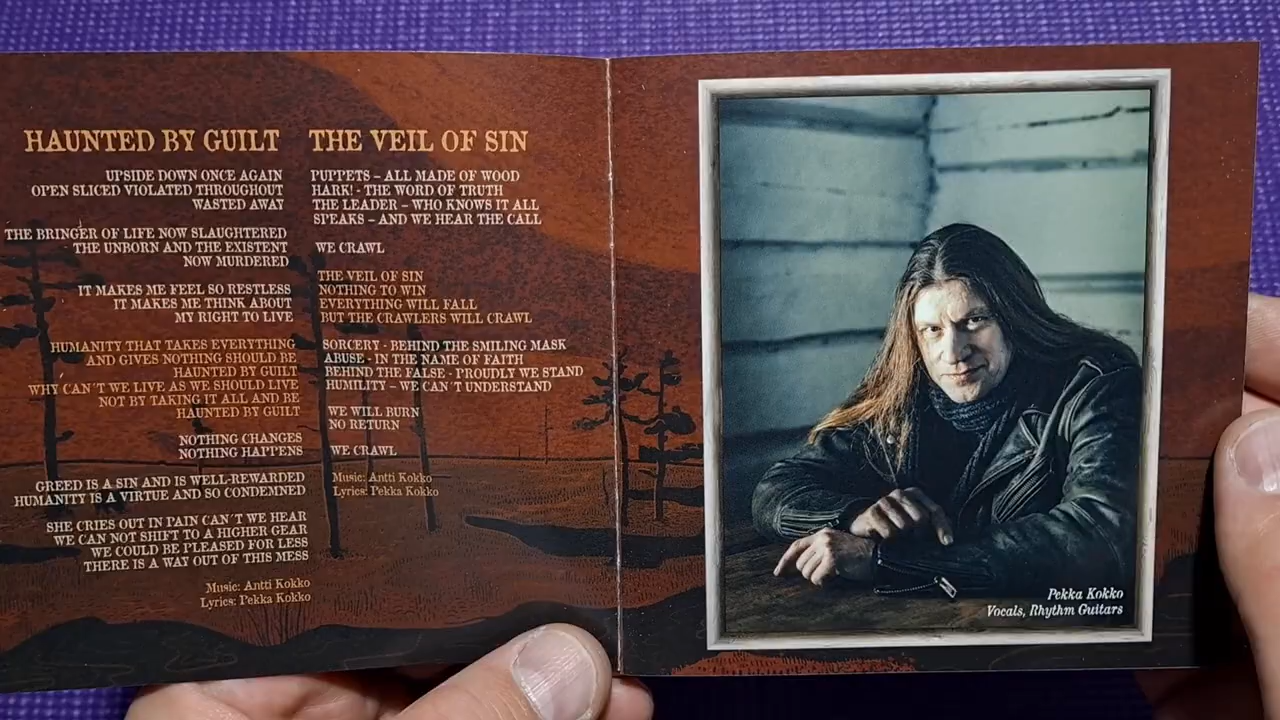 HAUNTED BY GUILT
UPSIDE DOWN ONCE AGAIN
OPEN SLICED VIOLATED THROUGHOUT
WASTED AWAY
THE BRINGER OF LIFE NOW SLAUGHTERED
THE UNBORN AND THE EXISTENT
NOW MURDERED
IT MAKES ME FEEL SO RESTLESS
IT MAKES ME THINK ABOUT
MY RIGHT TO LIVE
HUMANITY THAT TAKES EVERYTHING
AND GIVES NOTHING SHOULD BE
HAUNTED BY GUILT
WHY CAN´T WE LIVE AS WE SHOULD LIVE
NOT BY TAKING IT ALL AND BE
HAUNTED BY GUILT
NOTHING CHANGES
NOTHING HAPPENS
GREED IS A SIN AND IS WELL-REWARDED
HUMANITY IS A VIRTUE AND SO CONDEMNED
SHE CRIES OUT IN PAIN CAN´T WE HEAR
WE CAN NOT SHIFT TO A HIGHER GEAR
WE COULD BE PLEASED FOR LESS
THERE IS A WAY OUT OF THIS MESS
Music: Antti Kokko
Lyrics: Pekka Kokko
THE VEIL OF SIN
PUPPETS – ALL MADE OF WOOD
HARK! - THE WORD OF TRUTH
THE LEADER – WHO KNOWS IT ALL
SPEAKS – AND WE HEAR THE CALL
WE CRAWL
THE VEIL OF SIN
NOTHING TO WIN
EVERYTHING WILL FALL
BUT THE CRAWLERS WILL CRAWL
SORCERY - BEHIND THE SMILING MASK
ABUSE - IN THE NAME OF FAITH
BEHIND THE FALSE - PROUDLY WE STAND
HUMILITY – WE CAN´T UNDERSTAND
WE WILL BURN
NO RETURN
WE CRAWL
Music: Antti Kokko
Lyrics: Pekka Kokko
Pekka Kokko
Vocals, Rhythm Guitars